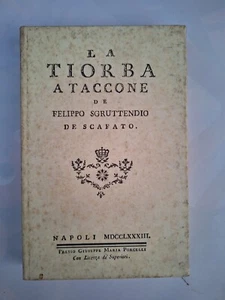 LA
TIORBA
A TACCONE
DE
FELIPPO SGRUTTENDIO
DE SCAFATO.
NAPOLI MDCCLXXXIII.
PRESSO GIUSEPPE MARIA PORCELLI
Con Licenza de' Superiori.